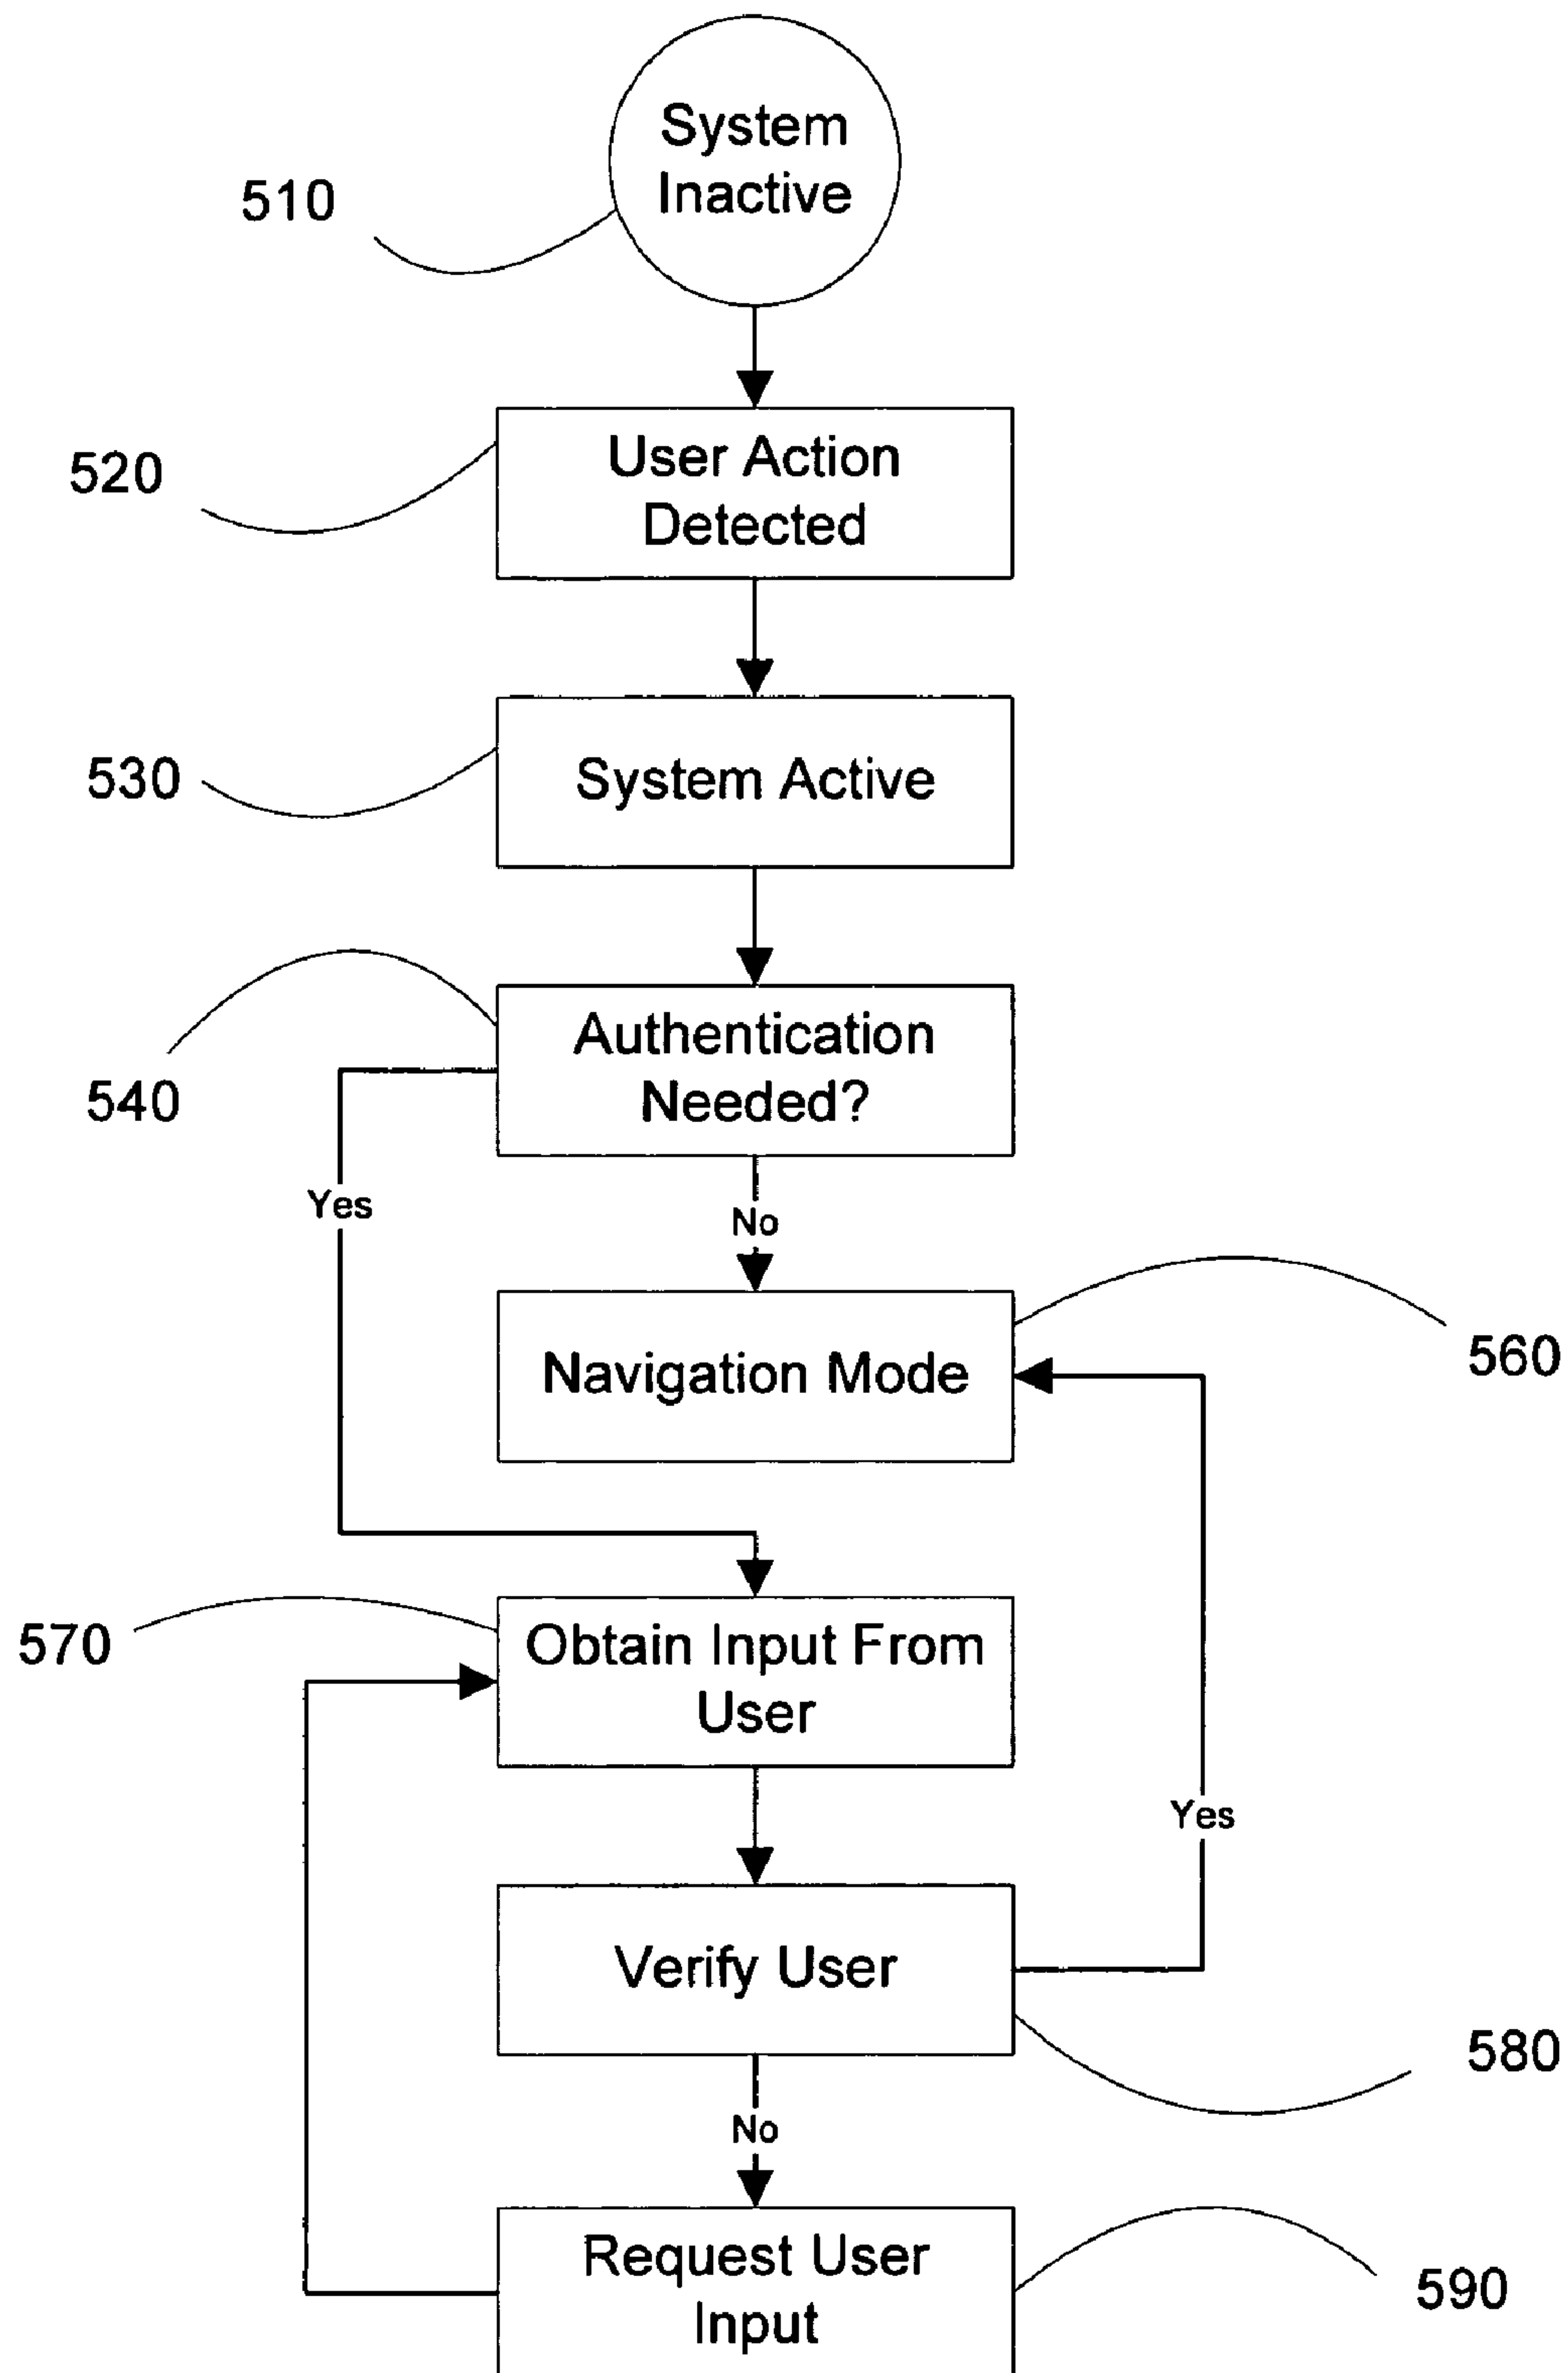 System
Inactive
510
User Action
Detected
520
System Active
530
Authentication
Needed?
540
Yes
No
Navigation Mode
560
Obtain Input From
User
570
Yes
Verify User
580
No
Request User
Input
590